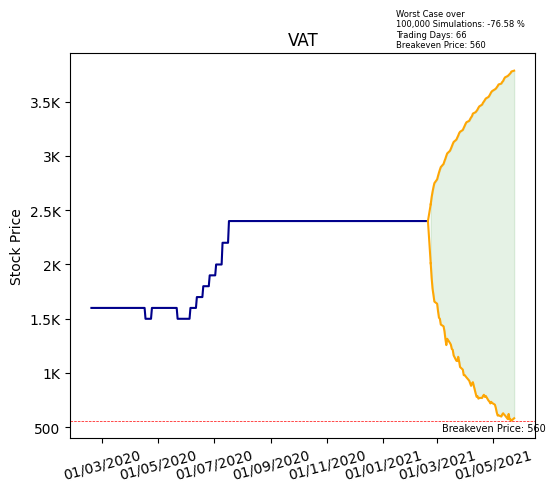 Worst Case over
100,000 Simulations: -76.58 %
Trading Days: 66
Breakeven Price: 560
VAT
Stock Price
3.5K
3K
2.5K
2K
1.5K
1K
500
Breakeven Price: 560
01/03/2020
01/05/2020
01/07/2020
01/09/2020
01/11/2020
01/01/2021
01/03/2021
01/05/2021